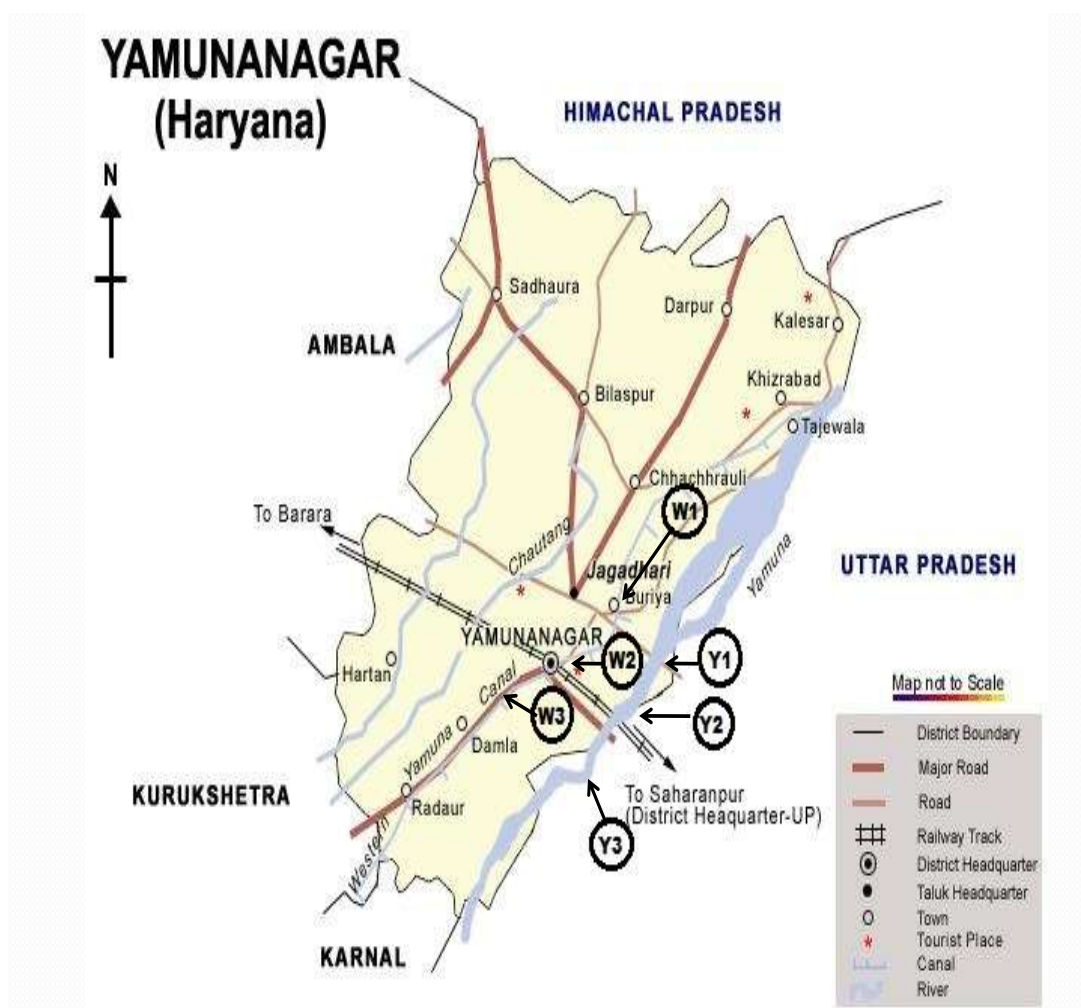 YAMUNANAGAR
(Haryana)
HIMACHAL PRADESH
N
Sadhaura
Darpur
Kalesar
AMBALA
Khizrabad
Bilaspur
Tajewala
Chhachhrauli
W1
To Barara
Chautang
Jagadhari
Buriya
Yamuna
UTTAR PRADESH
YAMUNANAGAR
W2
Y1
Hartan
Canal
W3
Y2
Map not to Scale
Damla
Yamuna
KURUKSHETRA
Radaur
To Saharanpur
(District Heaquarter-UP)
Y3
Western
KARNAL
District Boundary
Major Road
Road
Railway Track
District Headquarter
Taluk Headquarter
Town
Tourist Place
Canal
River